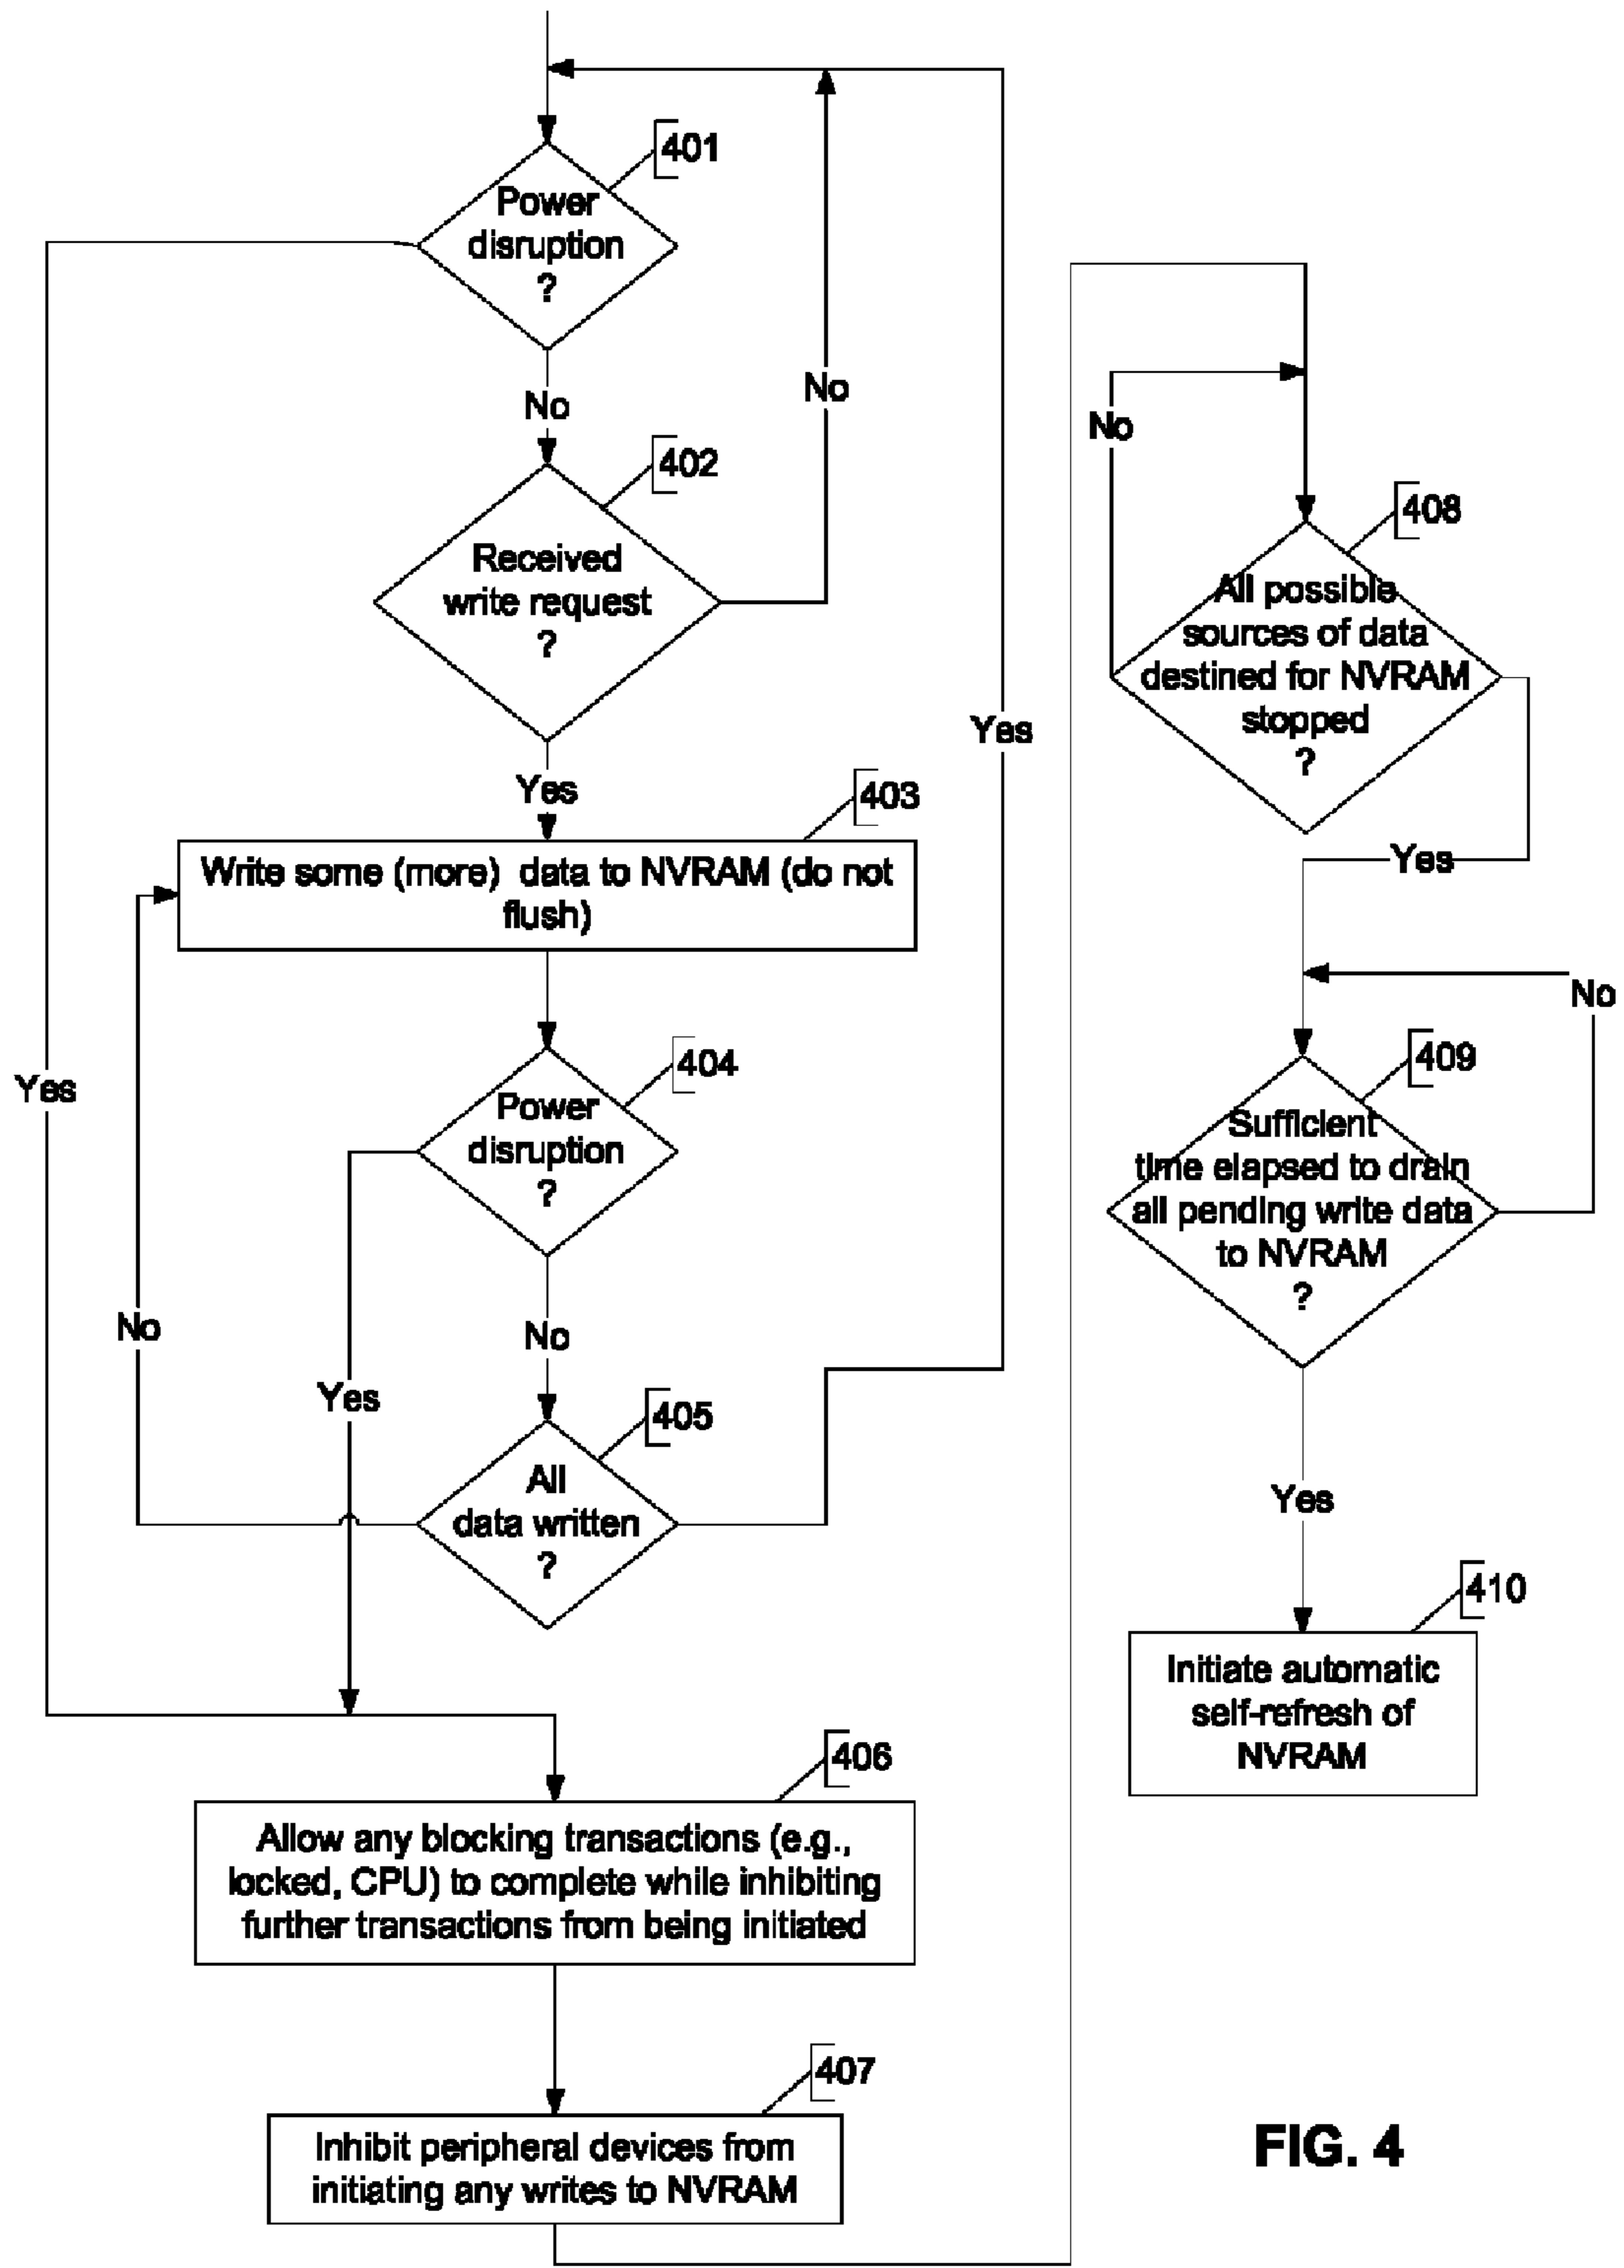 401
Power
disruption
?
No
No
402
Received
write request
?
Yes
Yes
403
Write some (more) data to NVRAM (do not
flush)
404
Power
disruption
?
Yes
No
No
Yes
405
All
data written
?
406
Allow any blocking transactions (e.g.,
locked, CPU) to complete while inhibiting
further transactions from being initiated
407
Inhibit peripheral devices from
initiating any writes to NVRAM
No
408
All possible
sources of data
destined for NVRAM
stopped
?
Yes
No
409
Sufficient
time elapsed to drain
all pending write data
to NVRAM
?
Yes
410
Initiate automatic
self-refresh of
NVRAM
FIG. 4